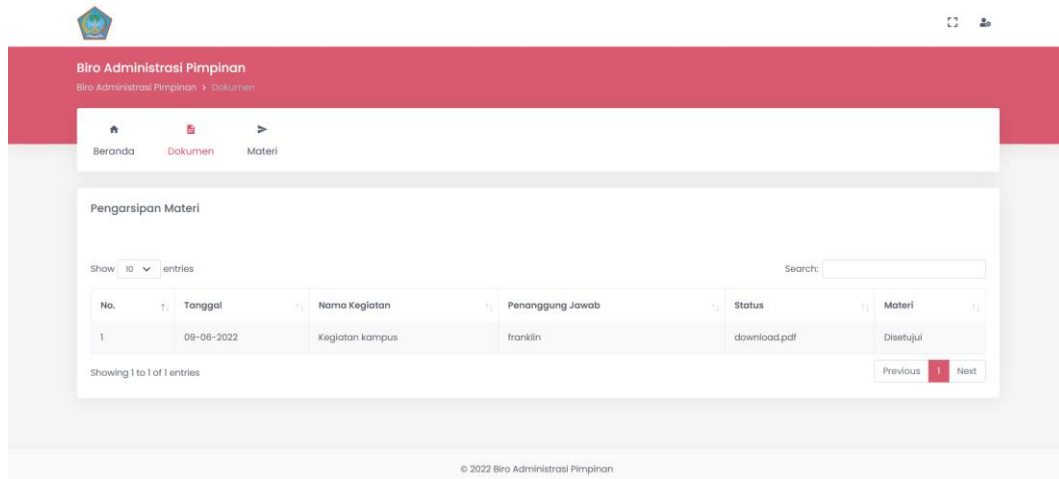 Biro Administrasi Pimpinan
Biro Administrasi Pimpinan > Dokumen
Beranda Dokumen Materi
Pengarsipan Materi
Show 10 entries Search:
No. Tanggal Nama Kegiatan Penanggung Jawab Status Materi
1 09-06-2022 Kegiatan kampus franklin download.pdf Disetujui
Showing 1 to 1 of 1 entries Previous 1 Next
© 2022 Biro Administrasi Pimpinan